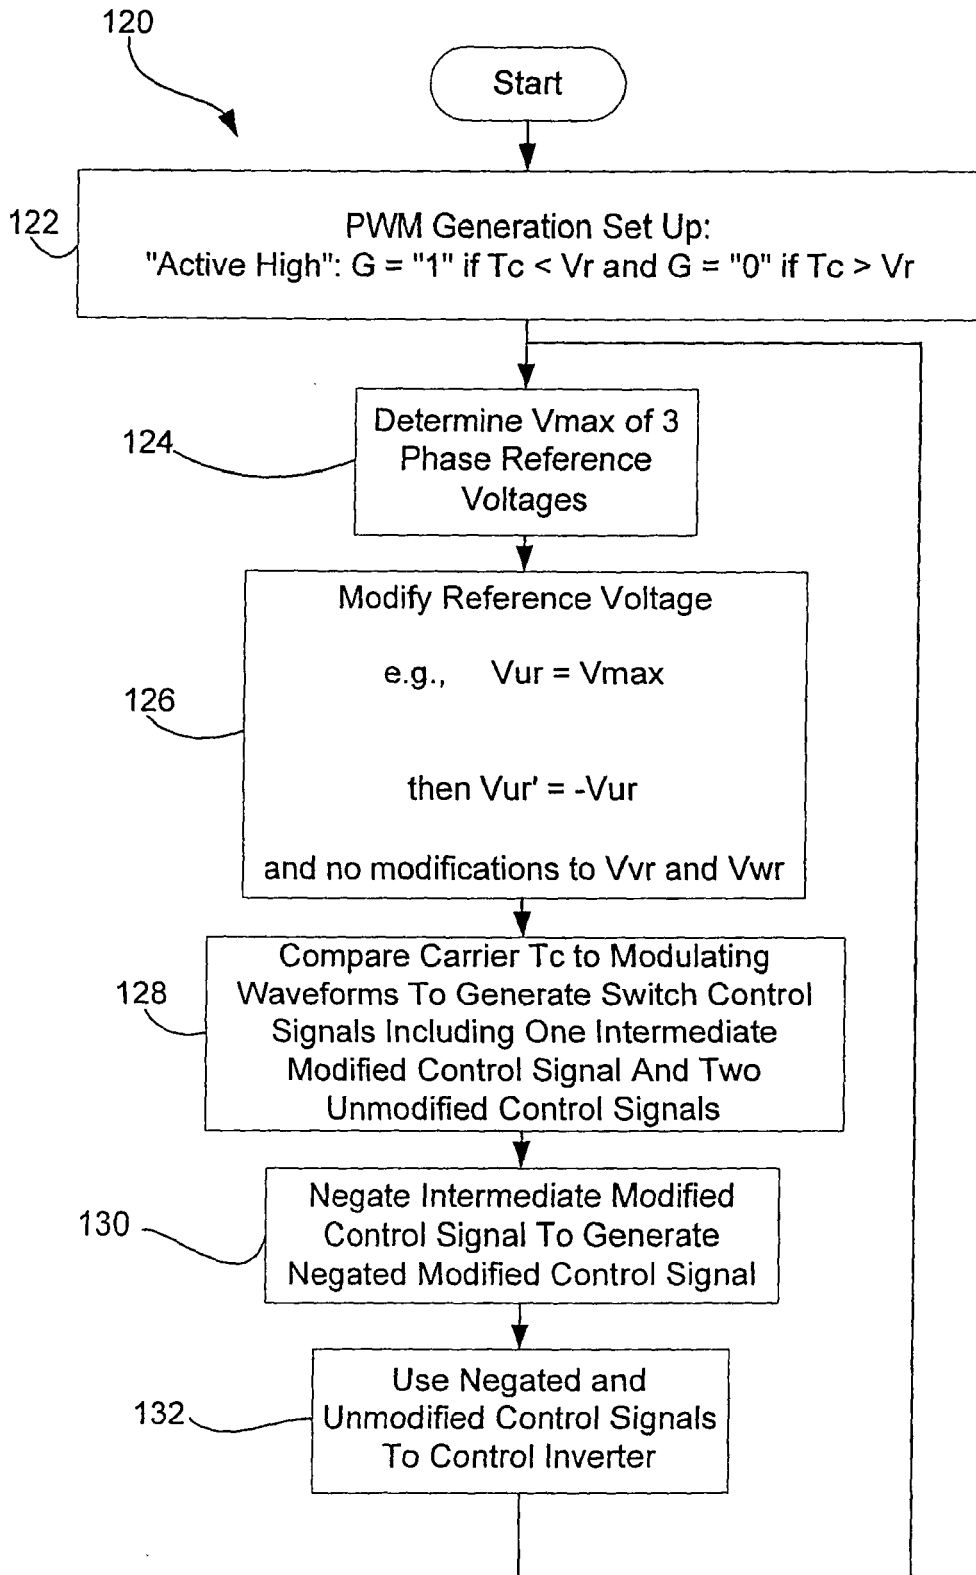 120
Start
122
PWM Generation Set Up:
"Active High": G = "1" if Tc < Vr and G = "0" if Tc > Vr
124
Determine Vmax of 3
Phase Reference
Voltages
126
Modify Reference Voltage
e.g., Vur = Vmax
then Vur' = -Vur
and no modifications to Vvr and Vwr
128
Compare Carrier Tc to Modulating
Waveforms To Generate Switch Control
Signals Including One Intermediate
Modified Control Signal And Two
Unmodified Control Signals
130
Negate Intermediate Modified
Control Signal To Generate
Negated Modified Control Signal
132
Use Negated and
Unmodified Control Signals
To Control Inverter